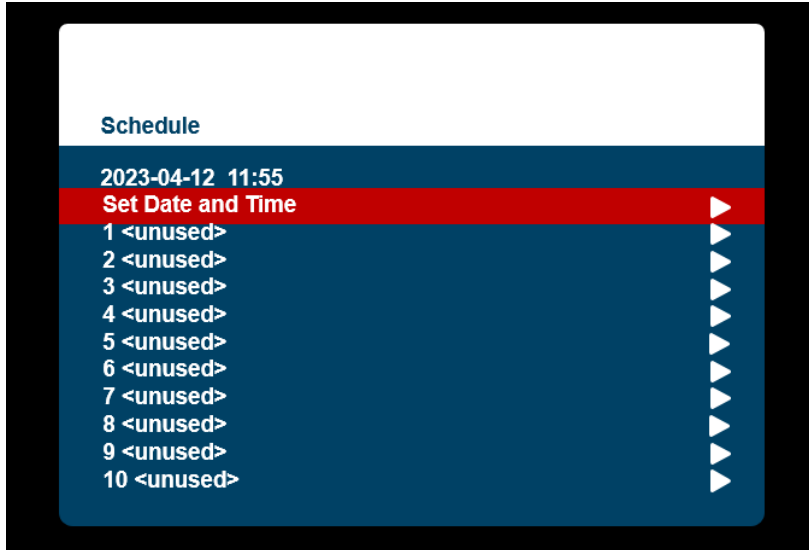 Schedule
2023-04-12 11:55
Set Date and Time
1 <unused>
2 <unused>
3 <unused>
4 <unused>
5 <unused>
6 <unused>
7 <unused>
8 <unused>
9 <unused>
10 <unused>